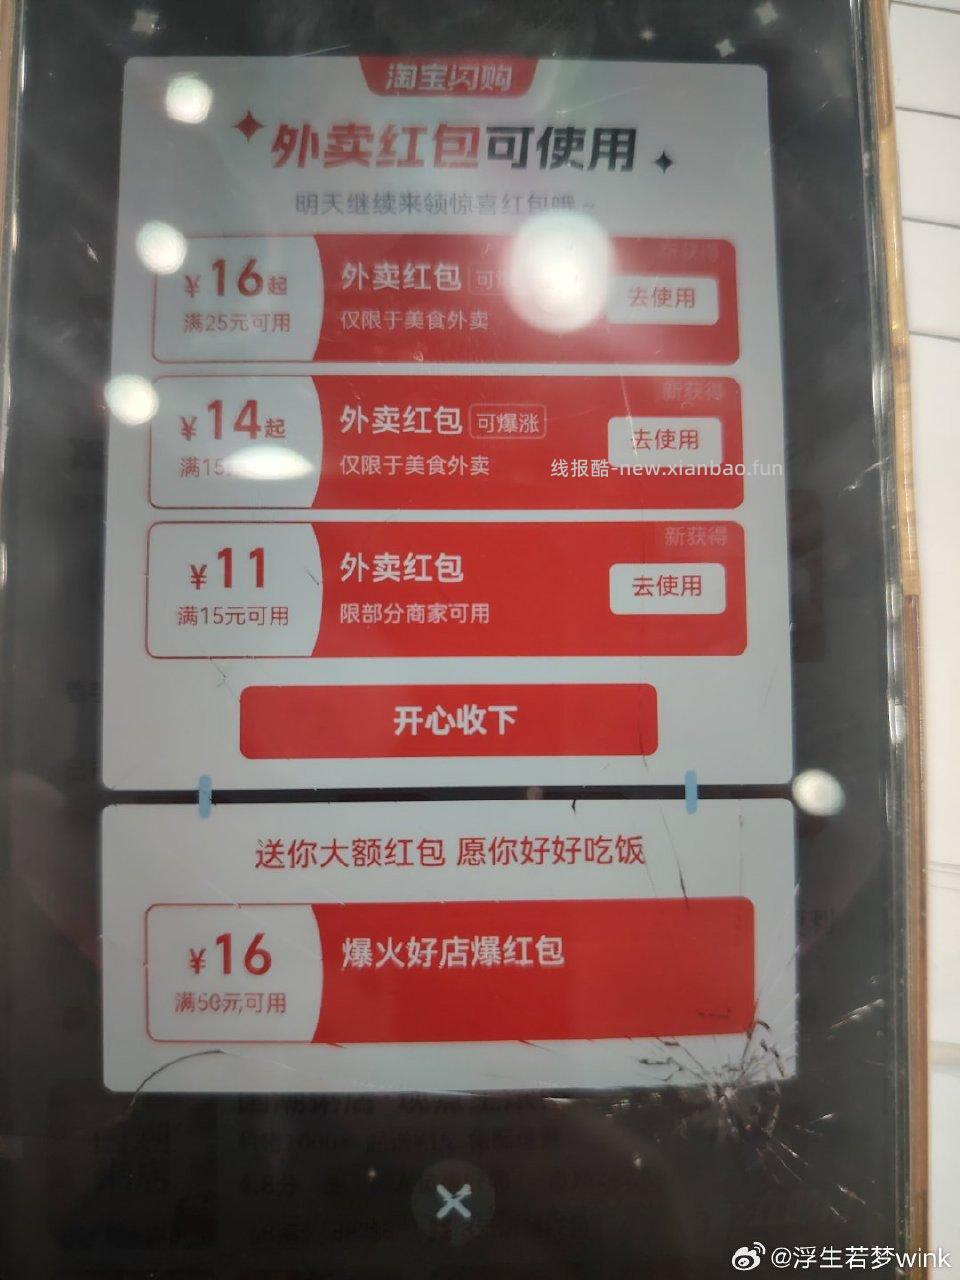 淘宝闪购
外卖红包可使用
明天继续来领惊喜红包哦~
¥16起
满25元可用
外卖红包
仅限于美食外卖
新获得
去使用
¥14起
满15
外卖红包 可爆涨
仅限于美食外卖
新获得
去使用
线报酷-new.xianbao.fun
¥11
满15元可用
外卖红包
限部分商家可用
新获得
去使用
开心收下
送你大额红包 愿你好好吃饭
¥16
满50元可用
爆火好店爆红包
@浮生若梦wink